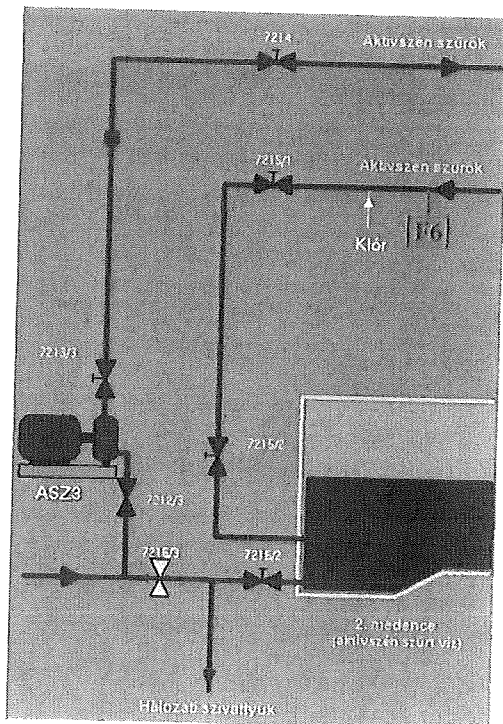 7214
Aktívszén szűrők
7215/1
Aktívszén szűrők
Klór
[F6]
7213/3
7215/2
ASZ3
7212/3
7216/3
7216/2
2. medence
(aktívszén szűrt víz)
Hálózati szivattyúk